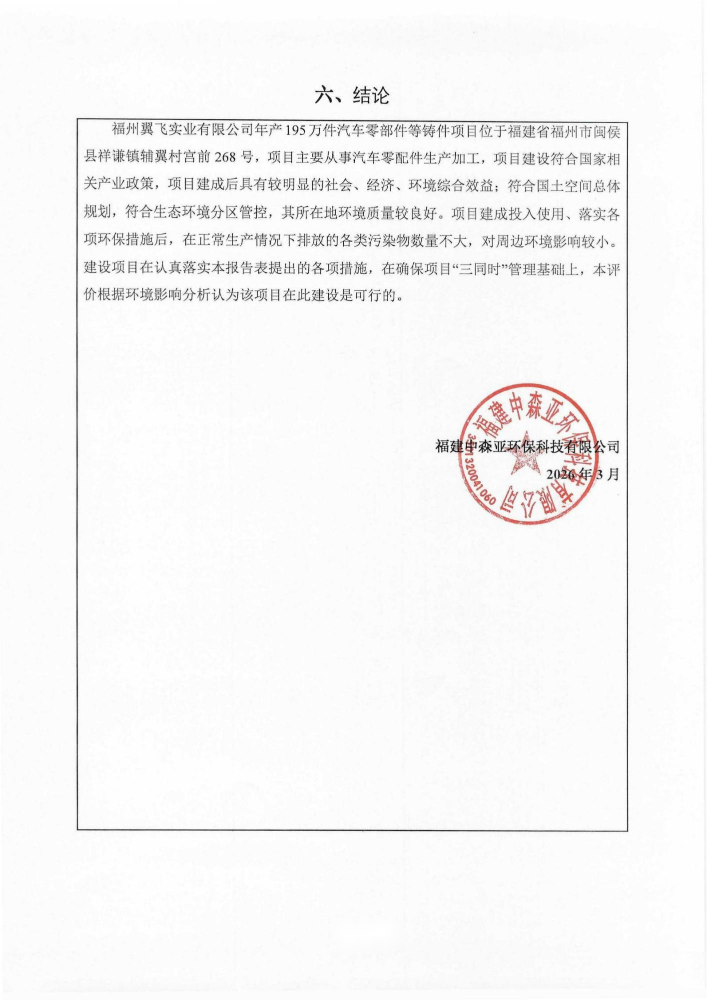 六、结论
福州翼飞实业有限公司年产 195 万件汽车零部件等铸件项目位于福建省福州市闽侯
县祥谦镇辅翼村宫前 268 号，项目主要从事汽车零配件生产加工，项目建设符合国家相
关产业政策，项目建成后具有较明显的社会、经济、环境综合效益；符合国土空间总体
规划，符合生态环境分区管控，其所在地环境质量较良好。项目建成投入使用、落实各
项环保措施后，在正常生产情况下排放的各类污染物数量不大，对周边环境影响较小。
建设项目在认真落实本报告表提出的各项措施，在确保项目“三同时”管理基础上，本评
价根据环境影响分析认为该项目在此建设是可行的。
福建中森亚环保科技有限公司
2026 年 3 月
福建中森亚环保科技有限公司
3501320041060